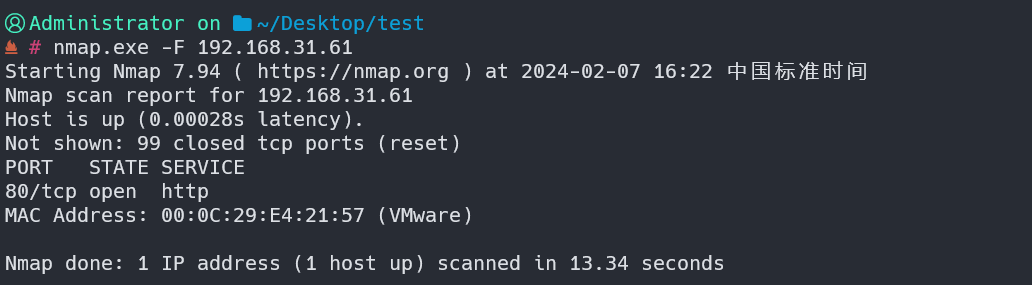 Administrator on ~/Desktop/test
# nmap.exe -F 192.168.31.61
Starting Nmap 7.94 ( https://nmap.org ) at 2024-02-07 16:22 中国标准时间
Nmap scan report for 192.168.31.61
Host is up (0.00028s latency).
Not shown: 99 closed tcp ports (reset)
PORT   STATE SERVICE
80/tcp open  http
MAC Address: 00:0C:29:E4:21:57 (VMware)
Nmap done: 1 IP address (1 host up) scanned in 13.34 seconds